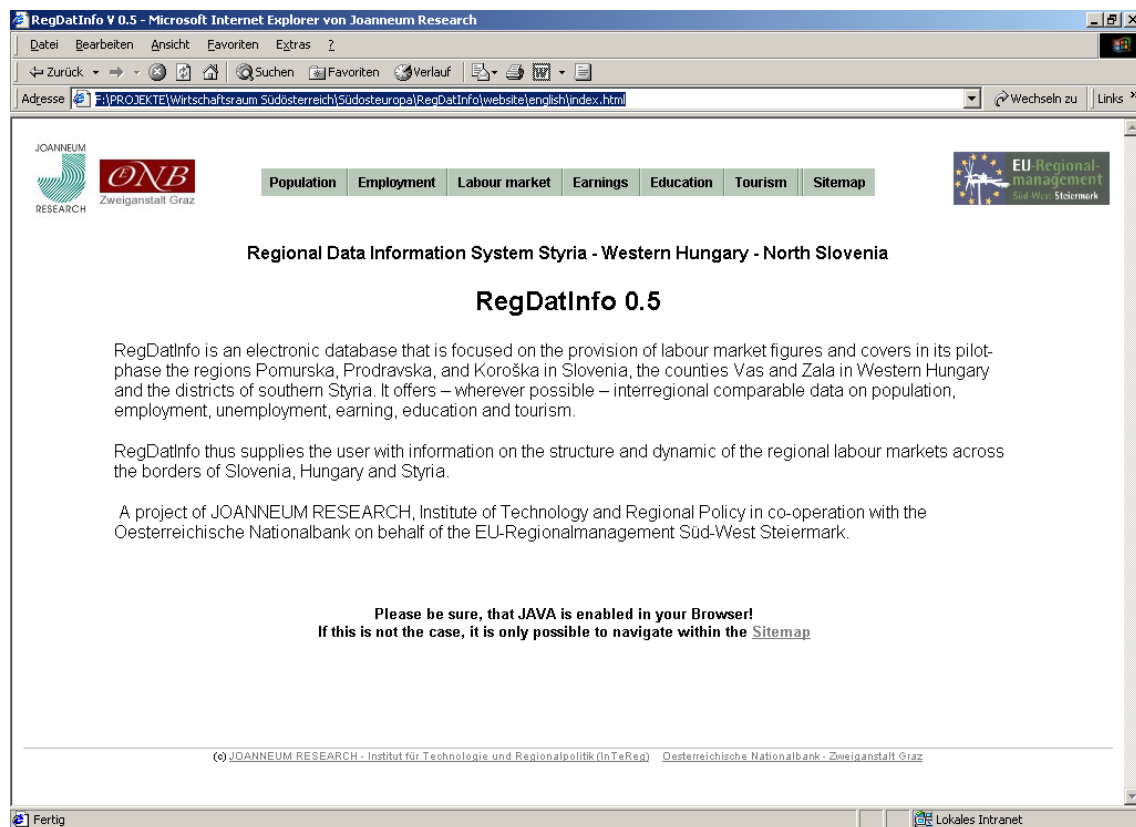 RegDatInfo V 0.5 - Microsoft Internet Explorer von Joanneum Research
Datei Bearbeiten Ansicht Favoriten Extras ?
Zurück Suchen Favoriten Verlauf
Adresse F:\PROJEKTE\Wirtschaftsraum Südösterreich\Südosteuropa\RegDatInfo\website\english\index.html Wechseln zu Links »
JOANNEUM
RESEARCH
ÖNB
Zweiganstalt Graz
Population Employment Labour market Earnings Education Tourism Sitemap
EU-Regional-
management
Süd-West Steiermark
Regional Data Information System Styria - Western Hungary - North Slovenia
RegDatInfo 0.5
RegDatInfo is an electronic database that is focused on the provision of labour market figures and covers in its pilot-
phase the regions Pomurska, Prodravska, and Koroška in Slovenia, the counties Vas and Zala in Western Hungary
and the districts of southern Styria. It offers – wherever possible – interregional comparable data on population,
employment, unemployment, earning, education and tourism.
RegDatInfo thus supplies the user with information on the structure and dynamic of the regional labour markets across
the borders of Slovenia, Hungary and Styria.
A project of JOANNEUM RESEARCH, Institute of Technology and Regional Policy in co-operation with the
Oesterreichische Nationalbank on behalf of the EU-Regionalmanagement Süd-West Steiermark.
Please be sure, that JAVA is enabled in your Browser!
If this is not the case, it is only possible to navigate within the Sitemap
(c) JOANNEUM RESEARCH - Institut für Technologie und Regionalpolitik (InTeReg) Oesterreichische Nationalbank - Zweiganstalt Graz
Fertig Lokales Intranet